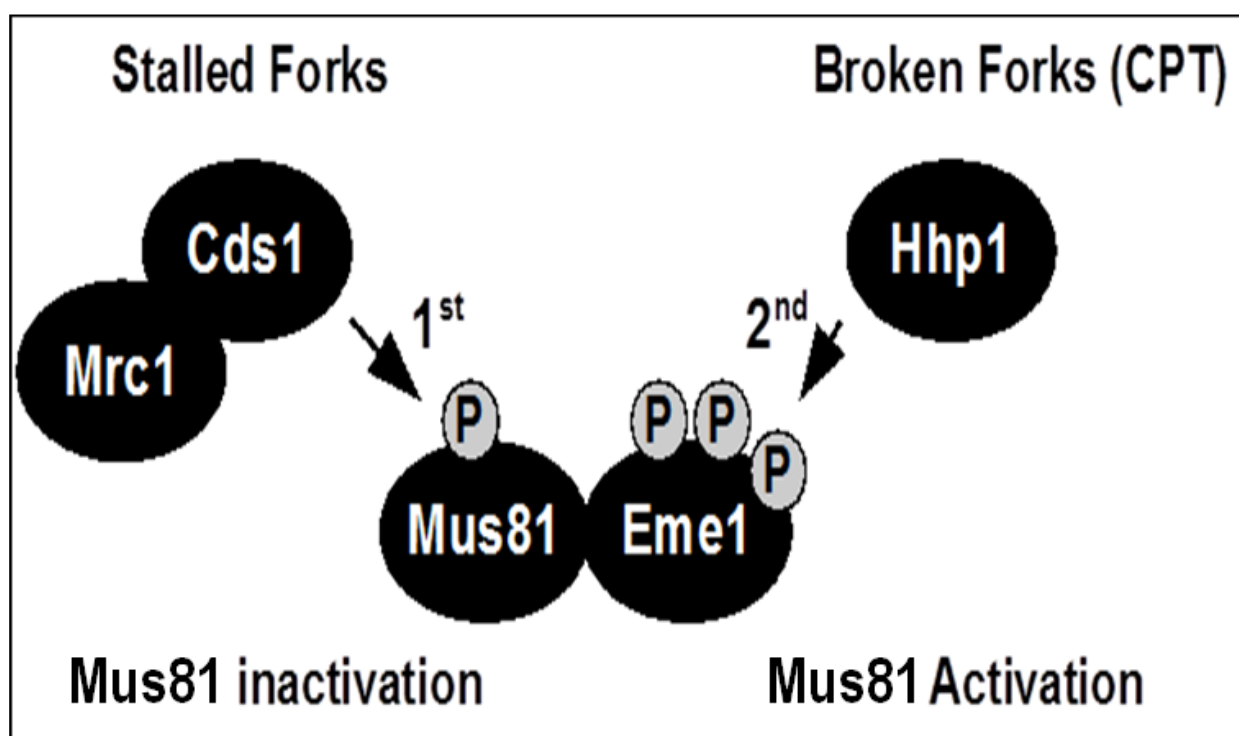 Stalled Forks
Broken Forks (CPT)
Cds1
Hhp1
Mrc1
1st
2nd
P
P
P
P
Mus81
Eme1
Mus81 inactivation
Mus81 Activation